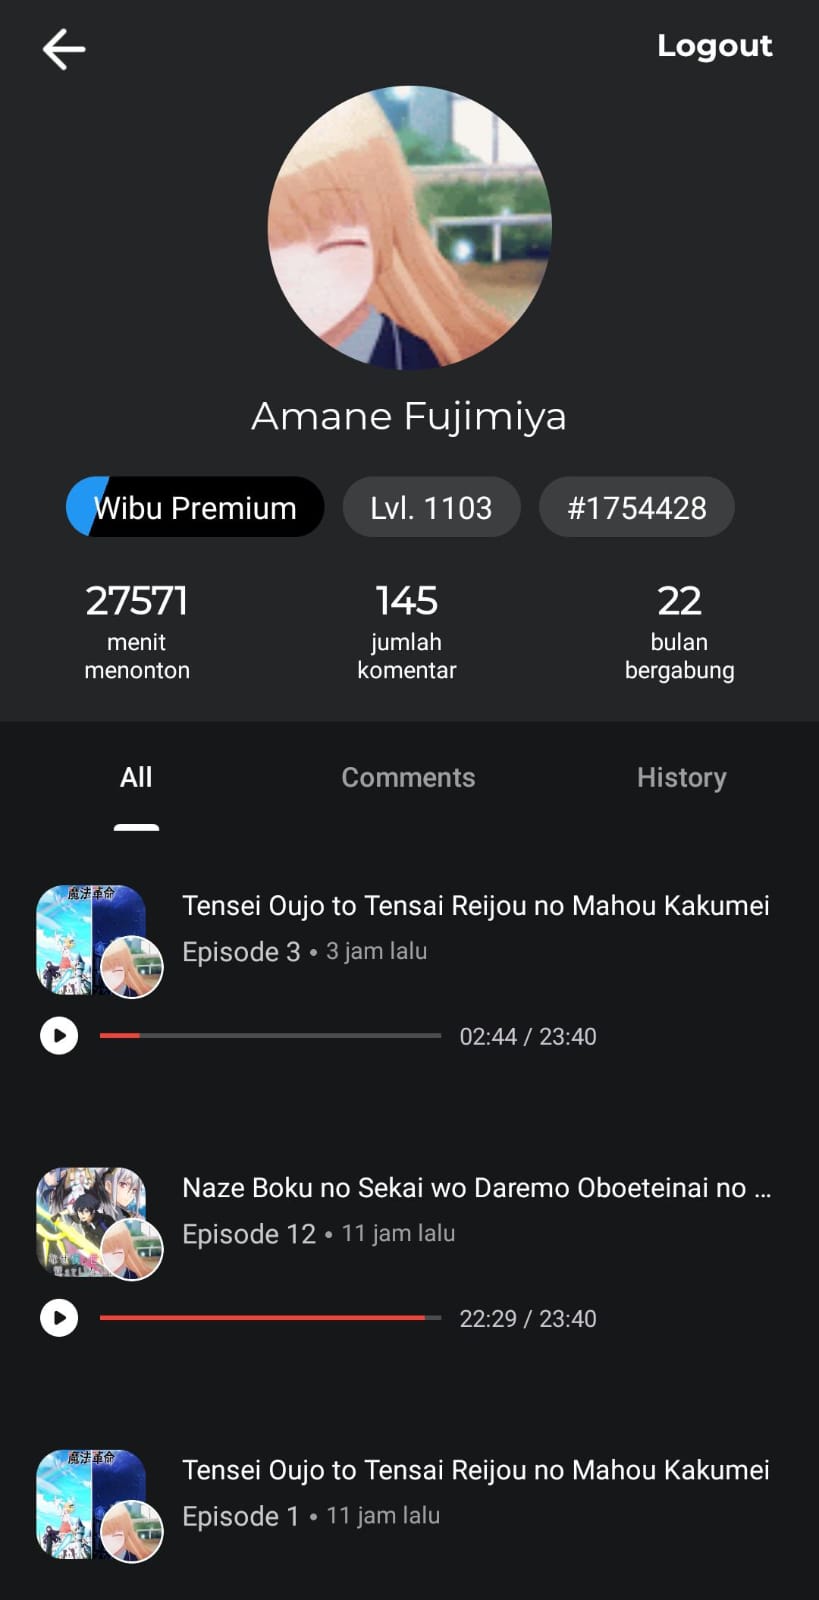 Logout
Amane Fujimiya
Wibu Premium
Lvl. 1103
#1754428
27571
menit
menonton
145
jumlah
komentar
22
bulan
bergabung
All
Comments
History
魔法革命
Tensei Oujo to Tensai Reijou no Mahou Kakumei
Episode 3 • 3 jam lalu
02:44 / 23:40
Naze Boku no Sekai wo Daremo Oboeteinai no ...
Episode 12 • 11 jam lalu
22:29 / 23:40
魔法革命
Tensei Oujo to Tensai Reijou no Mahou Kakumei
Episode 1 • 11 jam lalu